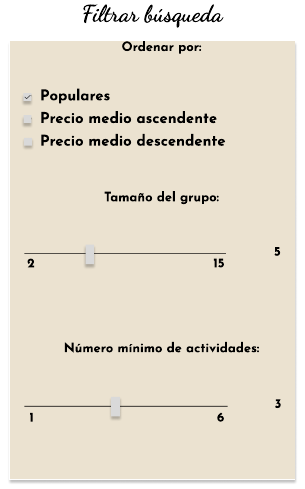 Filtrar búsqueda
Ordenar por:
Populares
Precio medio ascendente
Precio medio descendente
Tamaño del grupo:
5
2 15
Número mínimo de actividades:
3
1 6